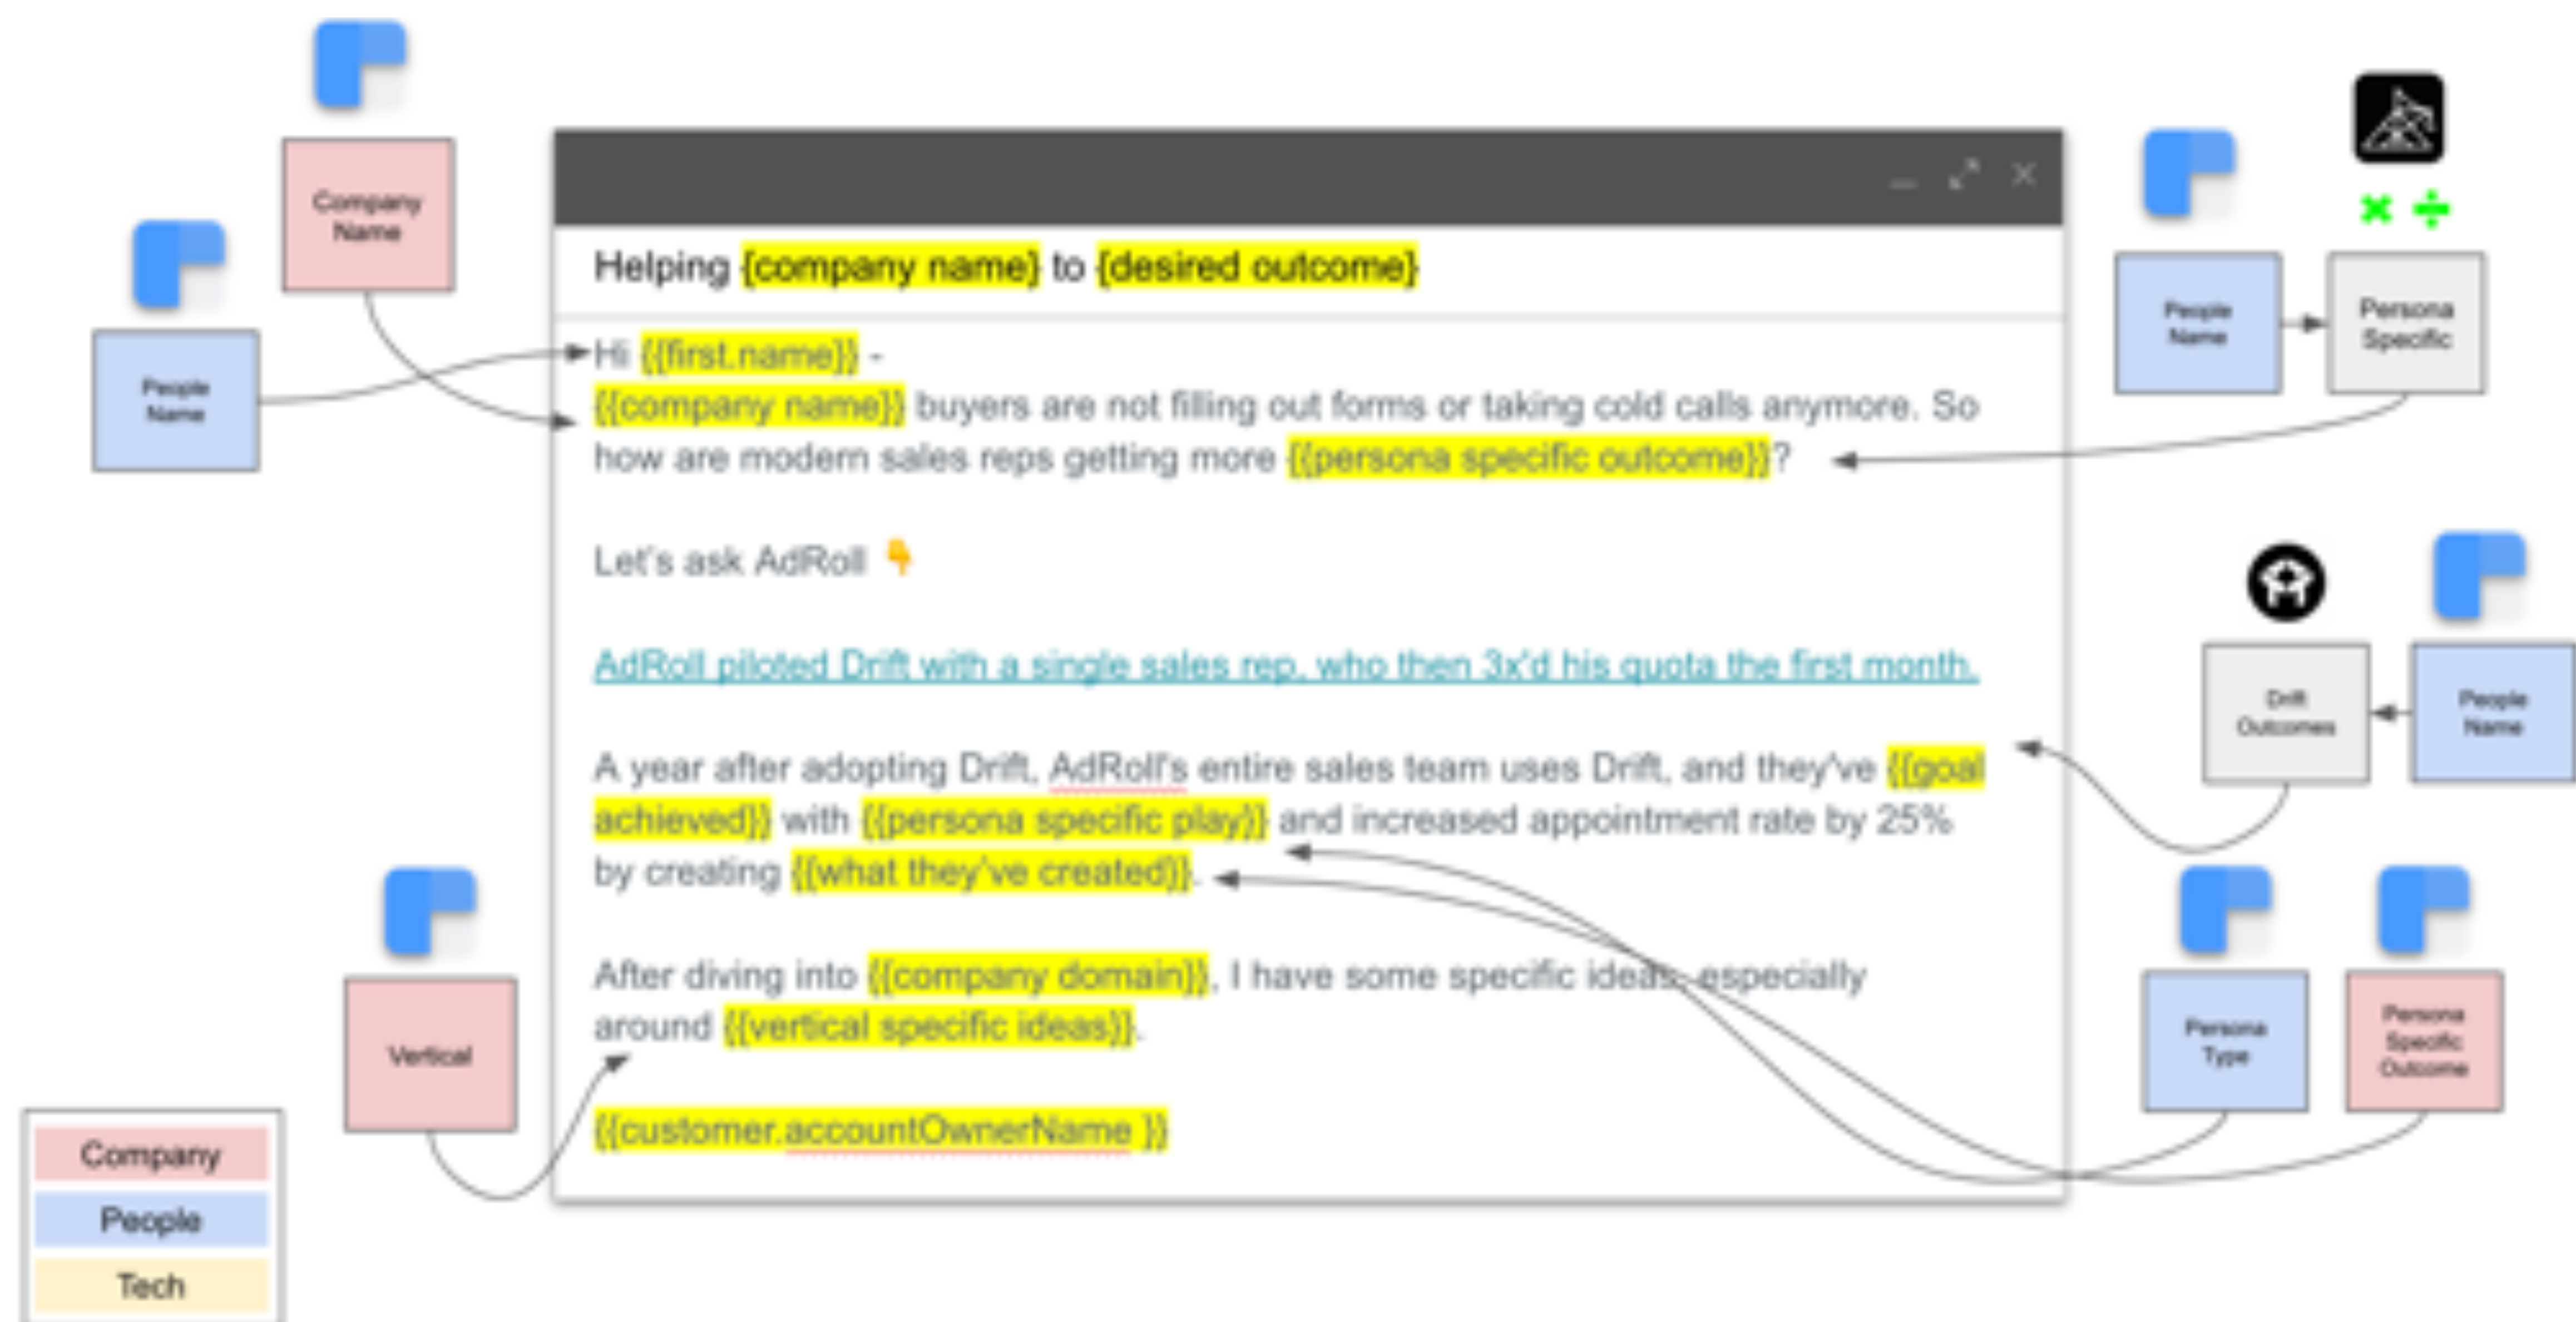 Company
Name
People
Name
Helping {company name} to {desired outcome}
Hi {{first.name}} -
{{company name}} buyers are not filling out forms or taking cold calls anymore. So
how are modern sales reps getting more {{persona specific outcome}}?
Let's ask AdRoll 👇
AdRoll piloted Drift with a single sales rep, who then 3x'd his quota the first month.
A year after adopting Drift, AdRoll's entire sales team uses Drift, and they've {{goal
achieved}} with {{persona specific play}} and increased appointment rate by 25%
by creating {{what they've created}}.
After diving into {{company domain}}, I have some specific ideas, especially
around {{vertical specific ideas}}.
{{customer.accountOwnerName }}
People
Name
Persona
Specific
Drift
Outcomes
People
Name
Persona
Type
Persona
Specific
Outcome
Vertical
Company
People
Tech